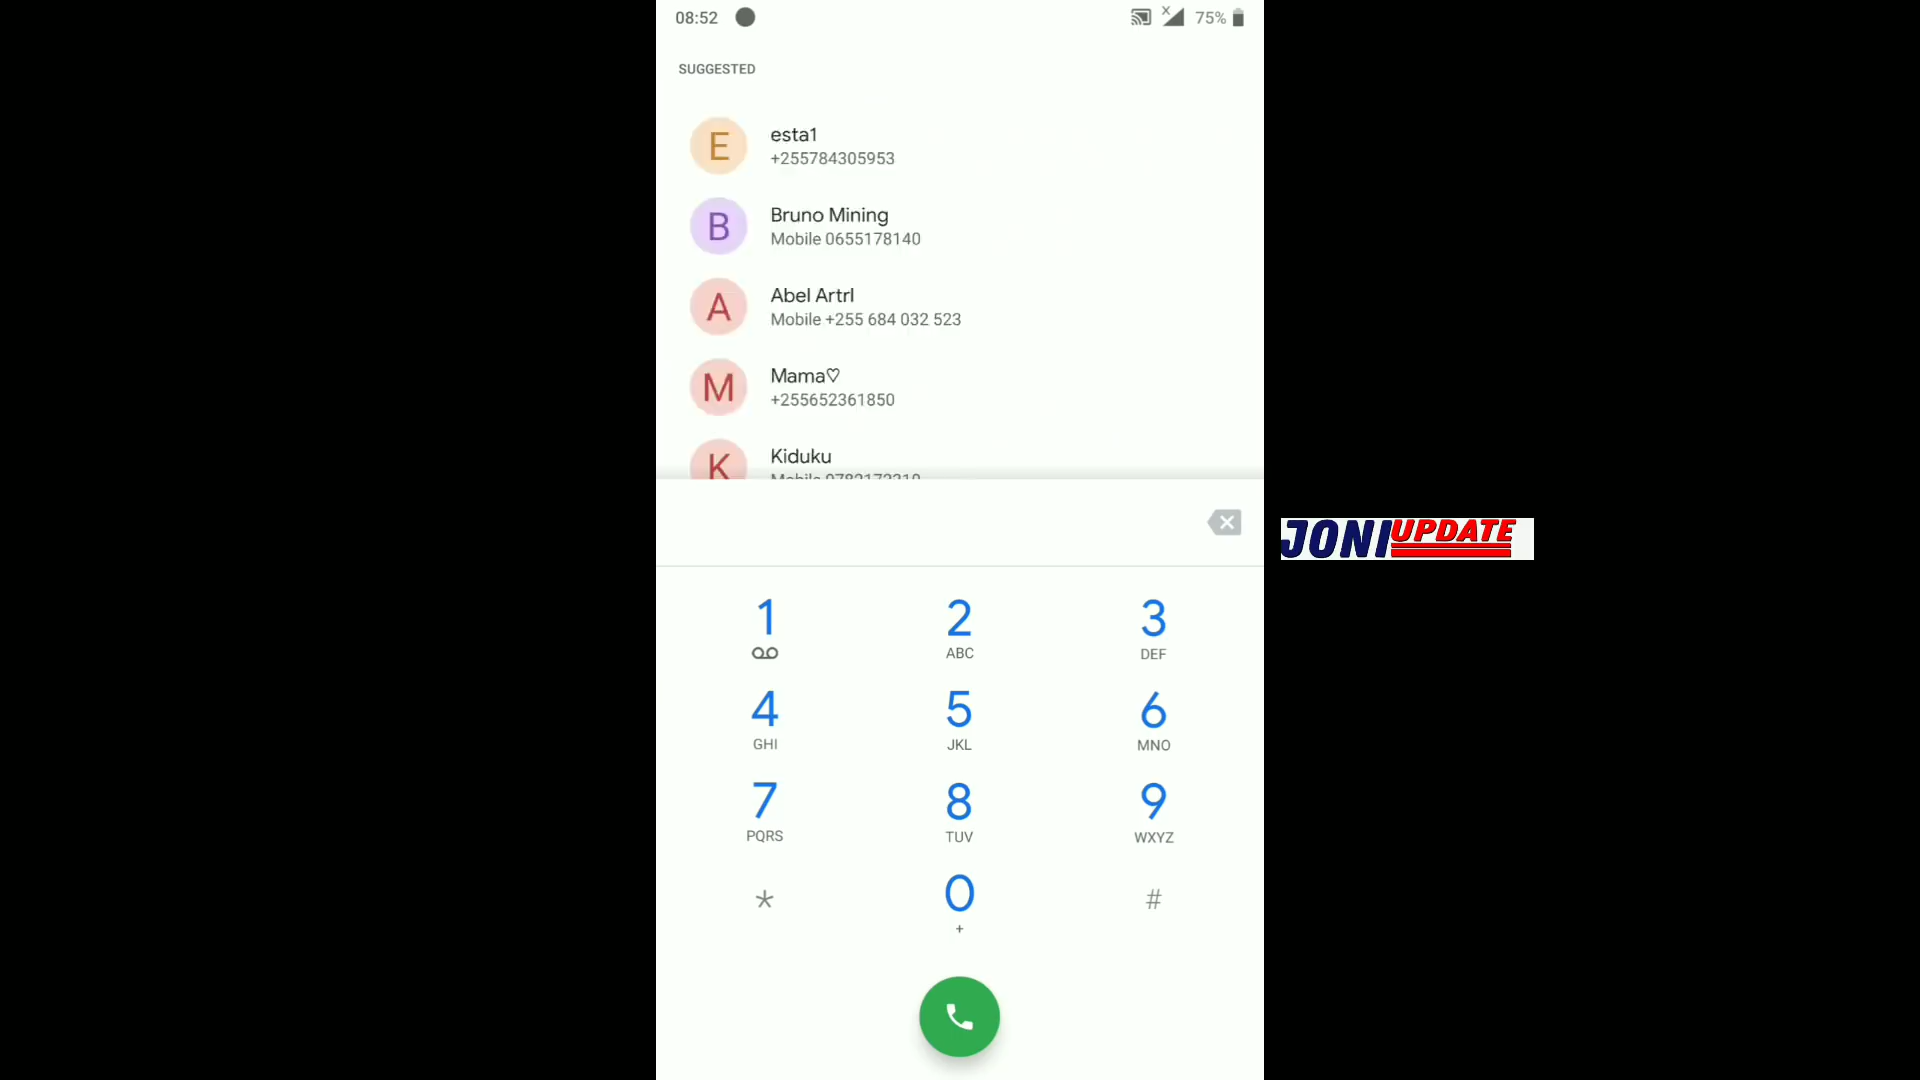 08:52
75%
SUGGESTED
E
esta1
+255784305953
B
Bruno Mining
Mobile 0655178140
A
Abel Artrl
Mobile +255 684 032 523
M
Mama♡
+255652361850
K
Kiduku
JONI UPDATE
1
2
ABC
3
DEF
4
GHI
5
JKL
6
MNO
7
PQRS
8
TUV
9
WXYZ
*
0
+
#